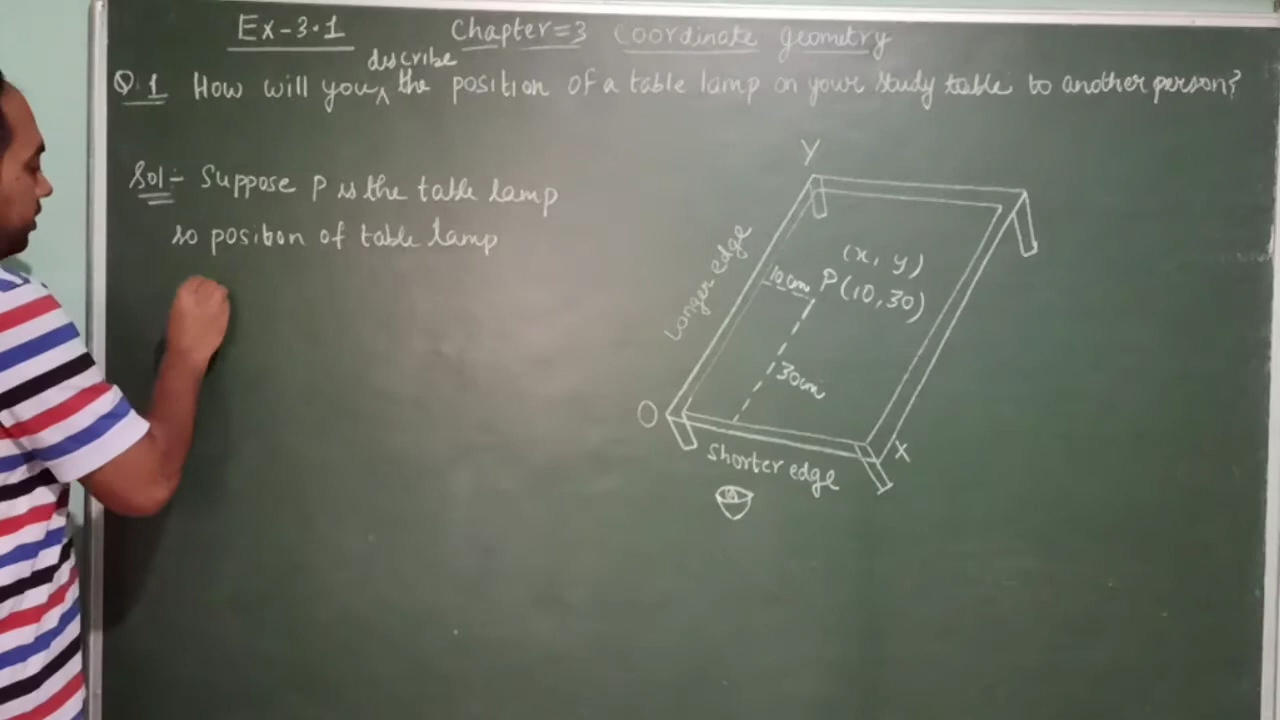 Ex-3.1 Chapter=3 Coordinate geometry
describe
Q.1 How will you ^ the position of a table lamp on your study table to another person?
Sol:- Suppose P is the table lamp
so position of table lamp
Y
Longer edge
(x, y)
10cm P(10,30)
30cm
O
X
Shorter edge